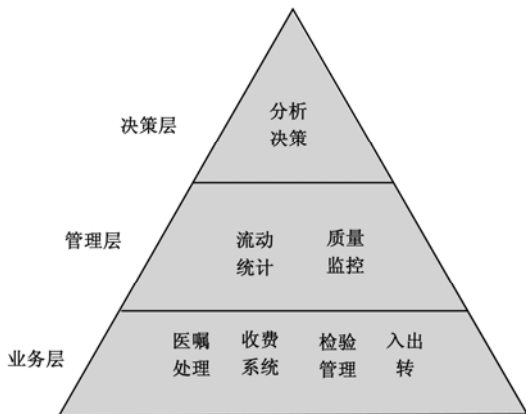 分析
决策层
决策
流动 质量
管理层
统计 监控
医嘱 收费 检验 入出
业务层
处理 系统 管理 转